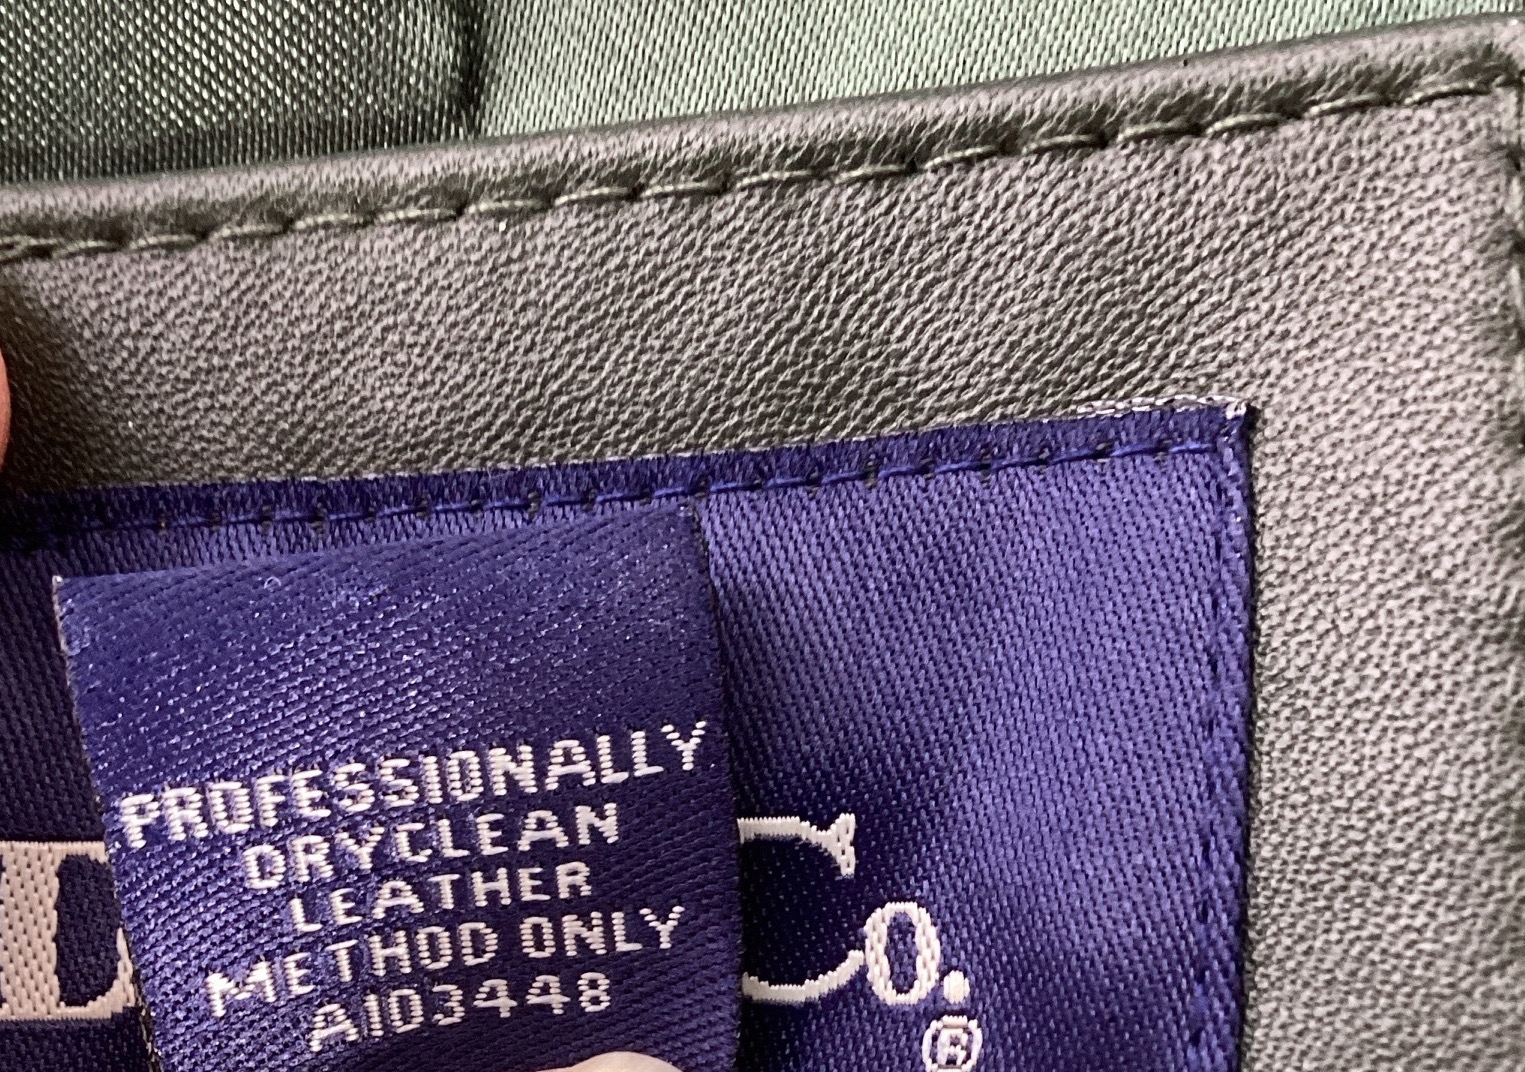 PROFESSIONALLY
DRYCLEAN
LEATHER
METHOD ONLY
A103448
Co.
®